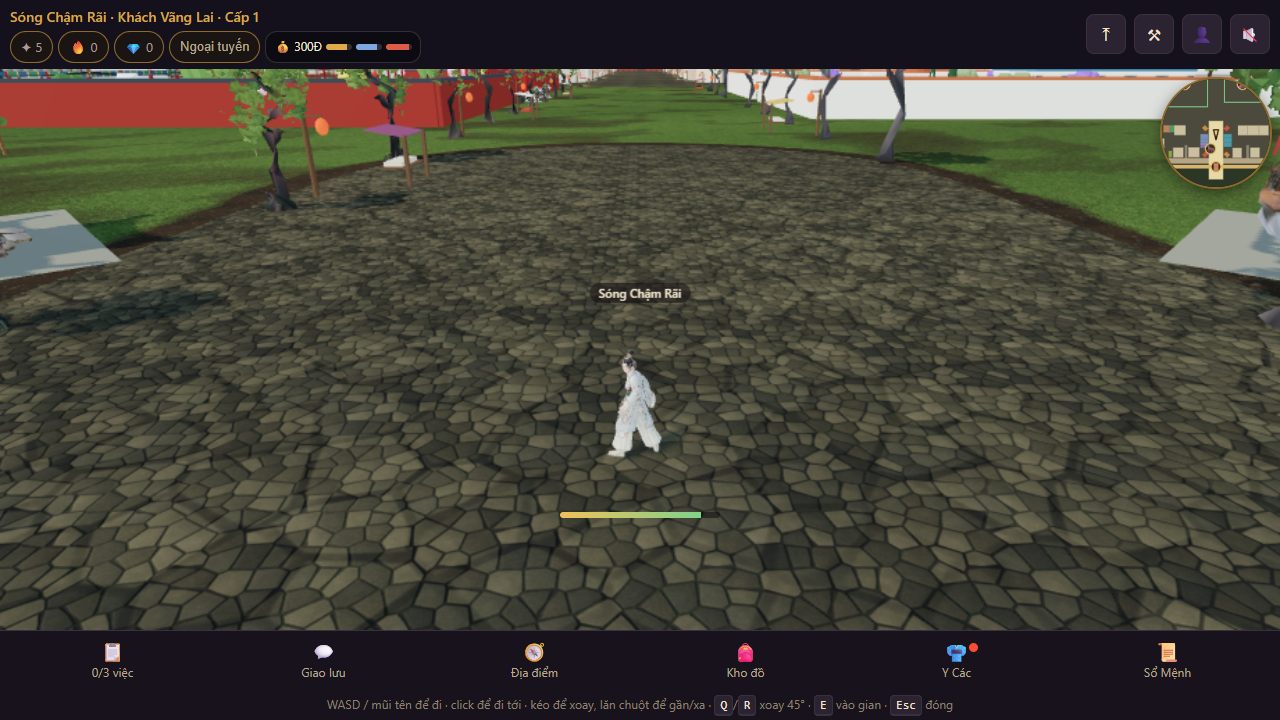 Sóng Chậm Rãi · Khách Vãng Lai · Cấp 1
5 0 0 Ngoại tuyến 300Đ
Sóng Chậm Rãi
0/3 việc Giao lưu Địa điểm Kho đồ Y Các Sổ Mệnh
WASD / mũi tên để đi · click để đi tới · kéo để xoay, lăn chuột để gần/xa · Q/R xoay 45° · E vào gian · Esc đóng